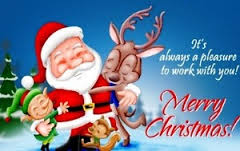 It's
always a pleasure
to work with you!
Merry
Christmas!